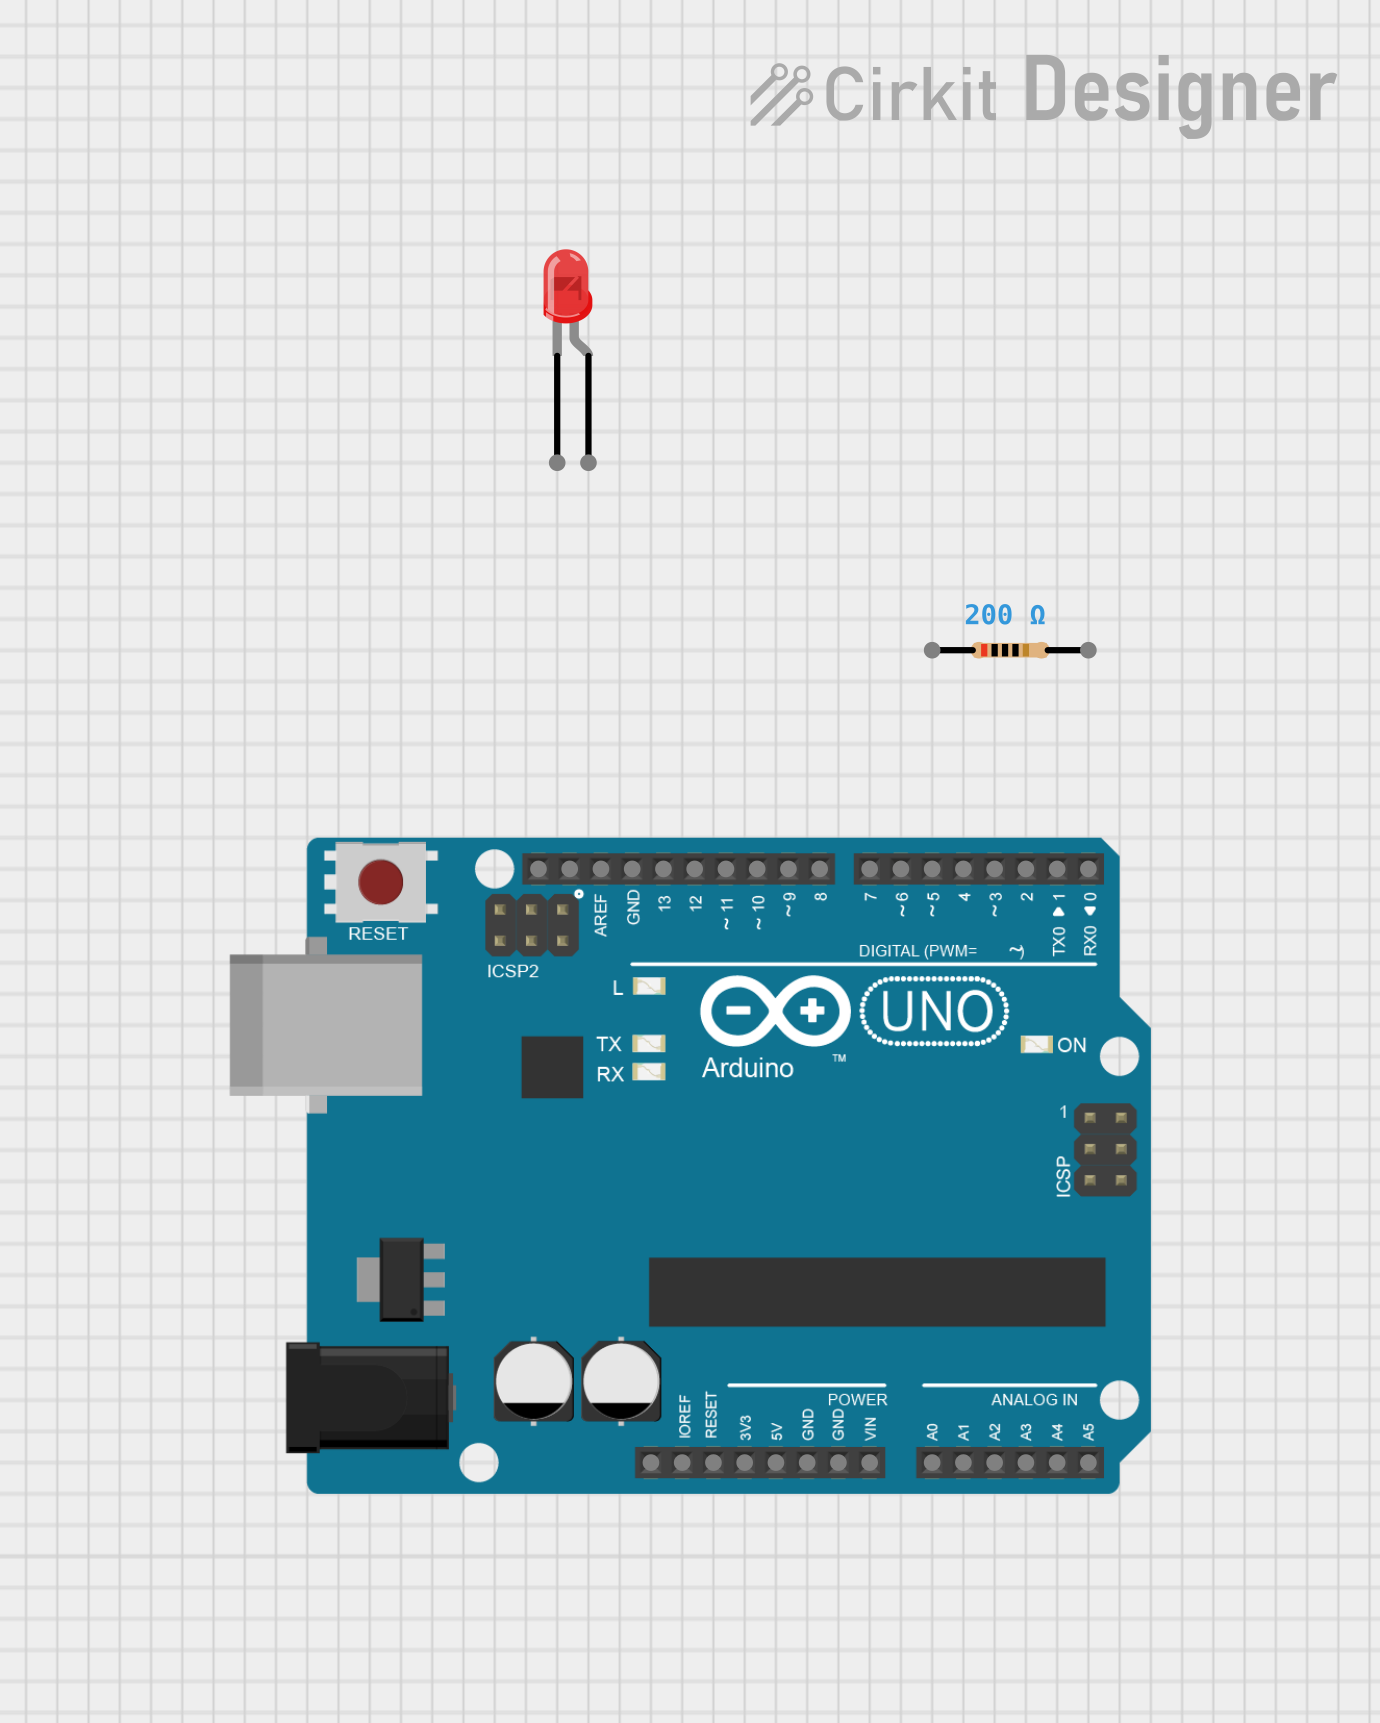 Cirkit Designer
200 Ω
RESET
ICSP2
AREF
GND
13
12
~11
~10
~9
8
7
~6
~5
4
~3
2
TX0 ▶ 1
RX0 ◀ 0
DIGITAL (PWM= ~)
L
TX
RX
Arduino
TM
UNO
ON
1
ICSP
POWER
ANALOG IN
IOREF
RESET
3V3
5V
GND
GND
VIN
A0
A1
A2
A3
A4
A5